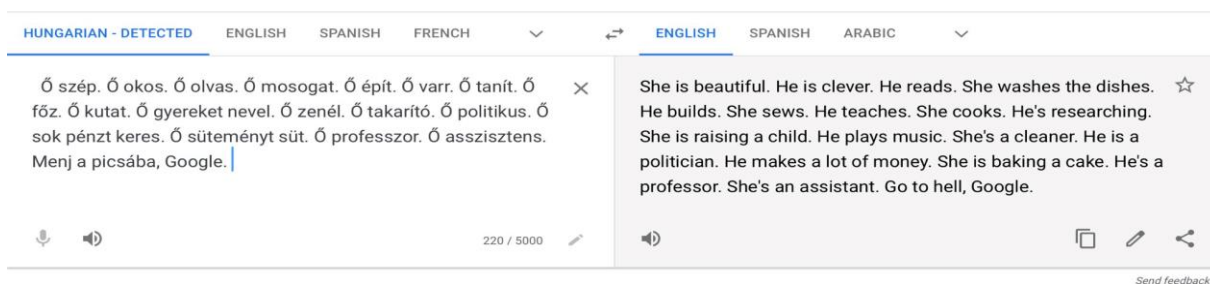 HUNGARIAN - DETECTED ENGLISH SPANISH FRENCH ENGLISH SPANISH ARABIC
Ő szép. Ő okos. Ő olvas. Ő mosogat. Ő épít. Ő varr. Ő tanít. Ő
főz. Ő kutat. Ő gyereket nevel. Ő zenél. Ő takarító. Ő politikus. Ő
sok pénzt keres. Ő süteményt süt. Ő professzor. Ő asszisztens.
Menj a picsába, Google.
220 / 5000
She is beautiful. He is clever. He reads. She washes the dishes.
He builds. She sews. He teaches. She cooks. He's researching.
She is raising a child. He plays music. She's a cleaner. He is a
politician. He makes a lot of money. She is baking a cake. He's a
professor. She's an assistant. Go to hell, Google.
Send feedback